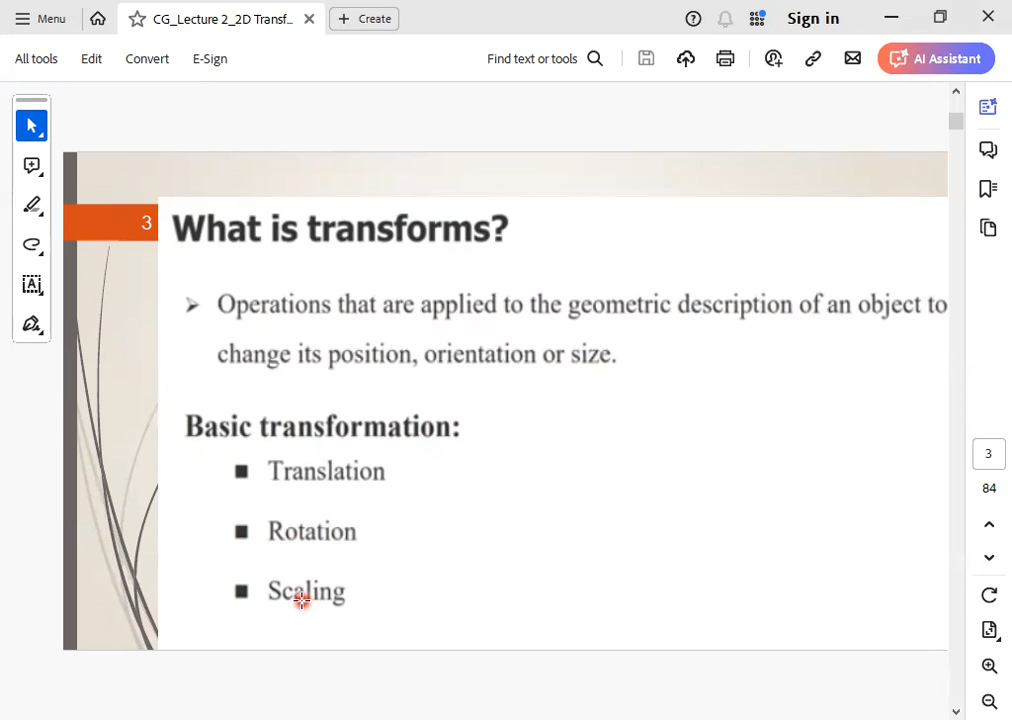 Menu
CG_Lecture 2_2D Transf...
Create
Sign in
All tools
Edit
Convert
E-Sign
Find text or tools
AI Assistant
3
What is transforms?
➢ Operations that are applied to the geometric description of an object to
change its position, orientation or size.
Basic transformation:
■ Translation
■ Rotation
■ Scaling
3
84